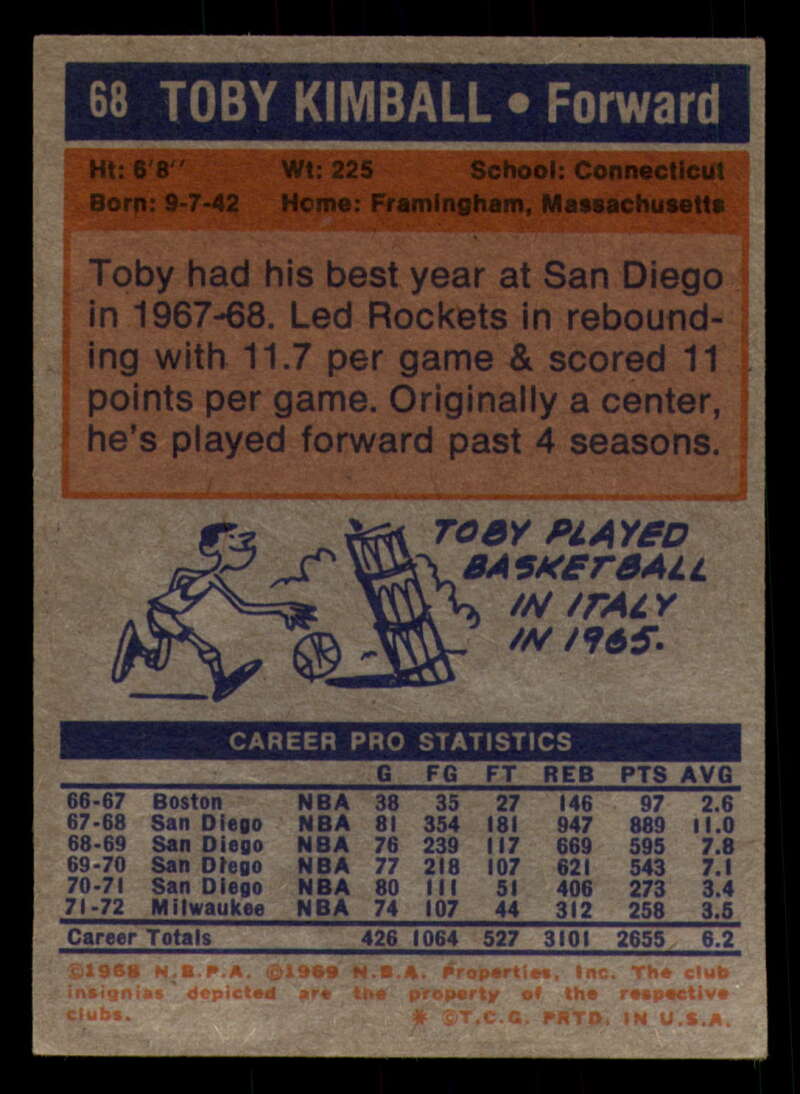 68 TOBY KIMBALL • Forward
Ht: 6'8" Wt: 225 School: Connecticut
Born: 9-7-42 Home: Framingham, Massachusetts
Toby had his best year at San Diego
in 1967-68. Led Rockets in rebound-
ing with 11.7 per game & scored 11
points per game. Originally a center,
he's played forward past 4 seasons.
TOBY PLAYED
BASKETBALL
IN ITALY
IN 1965.
CAREER PRO STATISTICS
G FG FT REB PTS AVG
66-67 Boston NBA 38 35 27 146 97 2.6
67-68 San Diego NBA 81 354 181 947 889 11.0
68-69 San Diego NBA 76 239 117 669 595 7.8
69-70 San Diego NBA 77 218 107 621 543 7.1
70-71 San Diego NBA 80 111 51 406 273 3.4
71-72 Milwaukee NBA 74 107 44 312 258 3.5
Career Totals 426 1064 527 3101 2655 6.2
©1968 N.B.P.A. ©1969 N.B.A. Properties, Inc. The club
insignias depicted are the property of the respective
clubs. * ©T.C.G. PRTD. IN U.S.A.